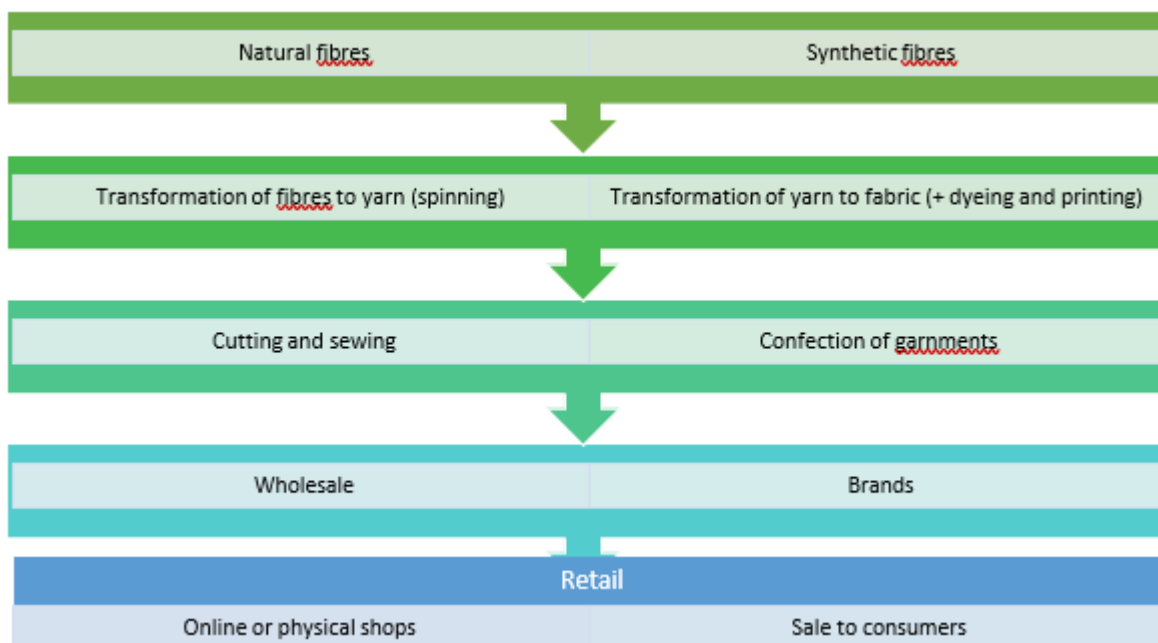 Natural fibres
Synthetic fibres
Transformation of fibres to yarn (spinning)
Transformation of yarn to fabric (+ dyeing and printing)
Cutting and sewing
Confection of garnments
Wholesale
Brands
Retail
Online or physical shops
Sale to consumers